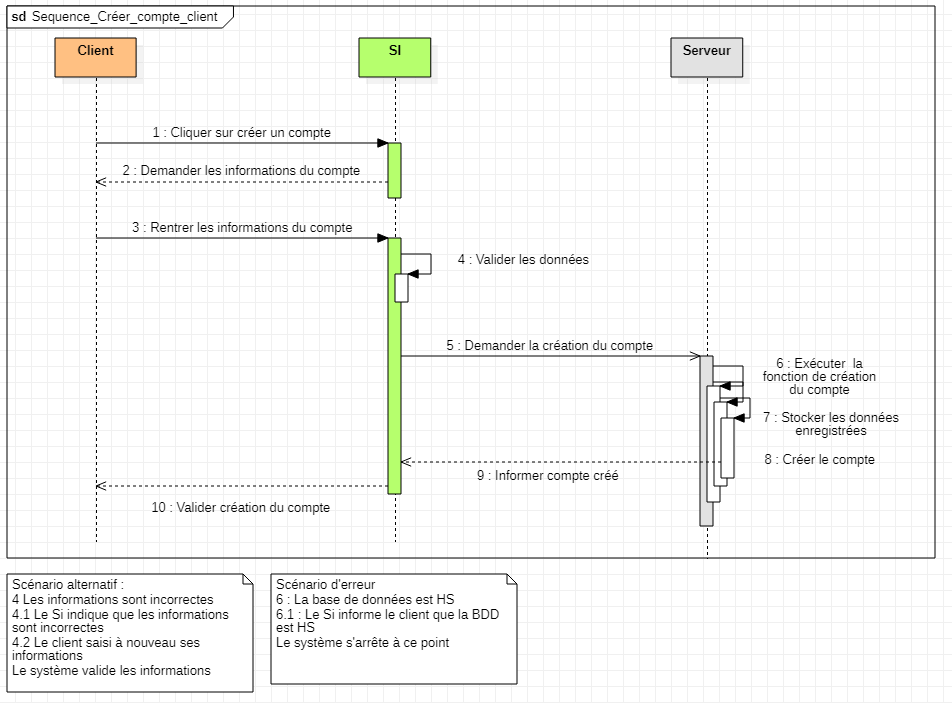 sd Sequence_Créer_compte_client
Client
SI
Serveur
1 : Cliquer sur créer un compte
2 : Demander les informations du compte
3 : Rentrer les informations du compte
4 : Valider les données
5 : Demander la création du compte
6 : Exécuter la
fonction de création
du compte
7 : Stocker les données
enregistrées
8 : Créer le compte
9 : Informer compte créé
10 : Valider création du compte
Scénario alternatif :
4 Les informations sont incorrectes
4.1 Le Si indique que les informations
sont incorrectes
4.2 Le client saisi à nouveau ses
informations
Le système valide les informations
Scénario d'erreur
6 : La base de données est HS
6.1 : Le Si informe le client que la BDD
est HS
Le système s'arrête à ce point